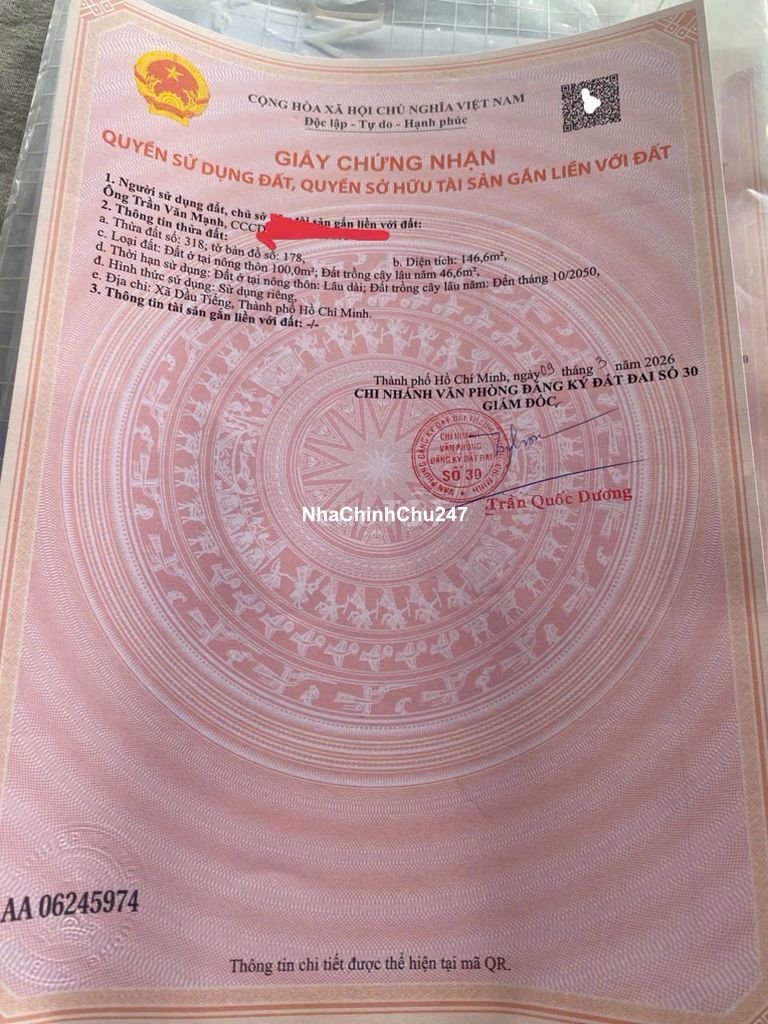 CỘNG HÒA XÃ HỘI CHỦ NGHĨA VIỆT NAM
Độc lập - Tự do - Hạnh phúc
GIẤY CHỨNG NHẬN
QUYỀN SỬ DỤNG ĐẤT, QUYỀN SỞ HỮU TÀI SẢN GẮN LIỀN VỚI ĐẤT
1. Người sử dụng đất, chủ sở tài sản gắn liền với đất:
Ông Trần Văn Mạnh, CCCD
2. Thông tin thửa đất:
a. Thửa đất số: 318; tờ bản đồ số: 178, b. Diện tích: 146,6m²,
c. Loại đất: Đất ở tại nông thôn 100,0m²; Đất trồng cây lâu năm 46,6m²,
d. Thời hạn sử dụng: Đất ở tại nông thôn: Lâu dài; Đất trồng cây lâu năm: Đến tháng 10/2050,
đ. Hình thức sử dụng: Sử dụng riêng,
e. Địa chỉ: Xã Dầu Tiếng, Thành phố Hồ Chí Minh.
3. Thông tin tài sản gắn liền với đất: -/-
Thành phố Hồ Chí Minh, ngày 09 tháng 3 năm 2026
CHI NHÁNH VĂN PHÒNG ĐĂNG KÝ ĐẤT ĐAI SỐ 30
GIÁM ĐỐC
CHI NHÁNH
VĂN PHÒNG
ĐĂNG KÝ ĐẤT ĐAI
SỐ 30
Trần Quốc Dương
NhaChinhChu247
AA 06245974
Thông tin chi tiết được thể hiện tại mã QR.